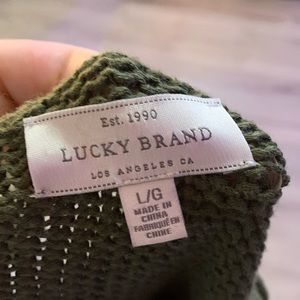 Est. 1990
LUCKY BRAND
LOS ANGELES CA
L/G
MADE IN
CHINA
FABRIQUÉ EN
CHINE